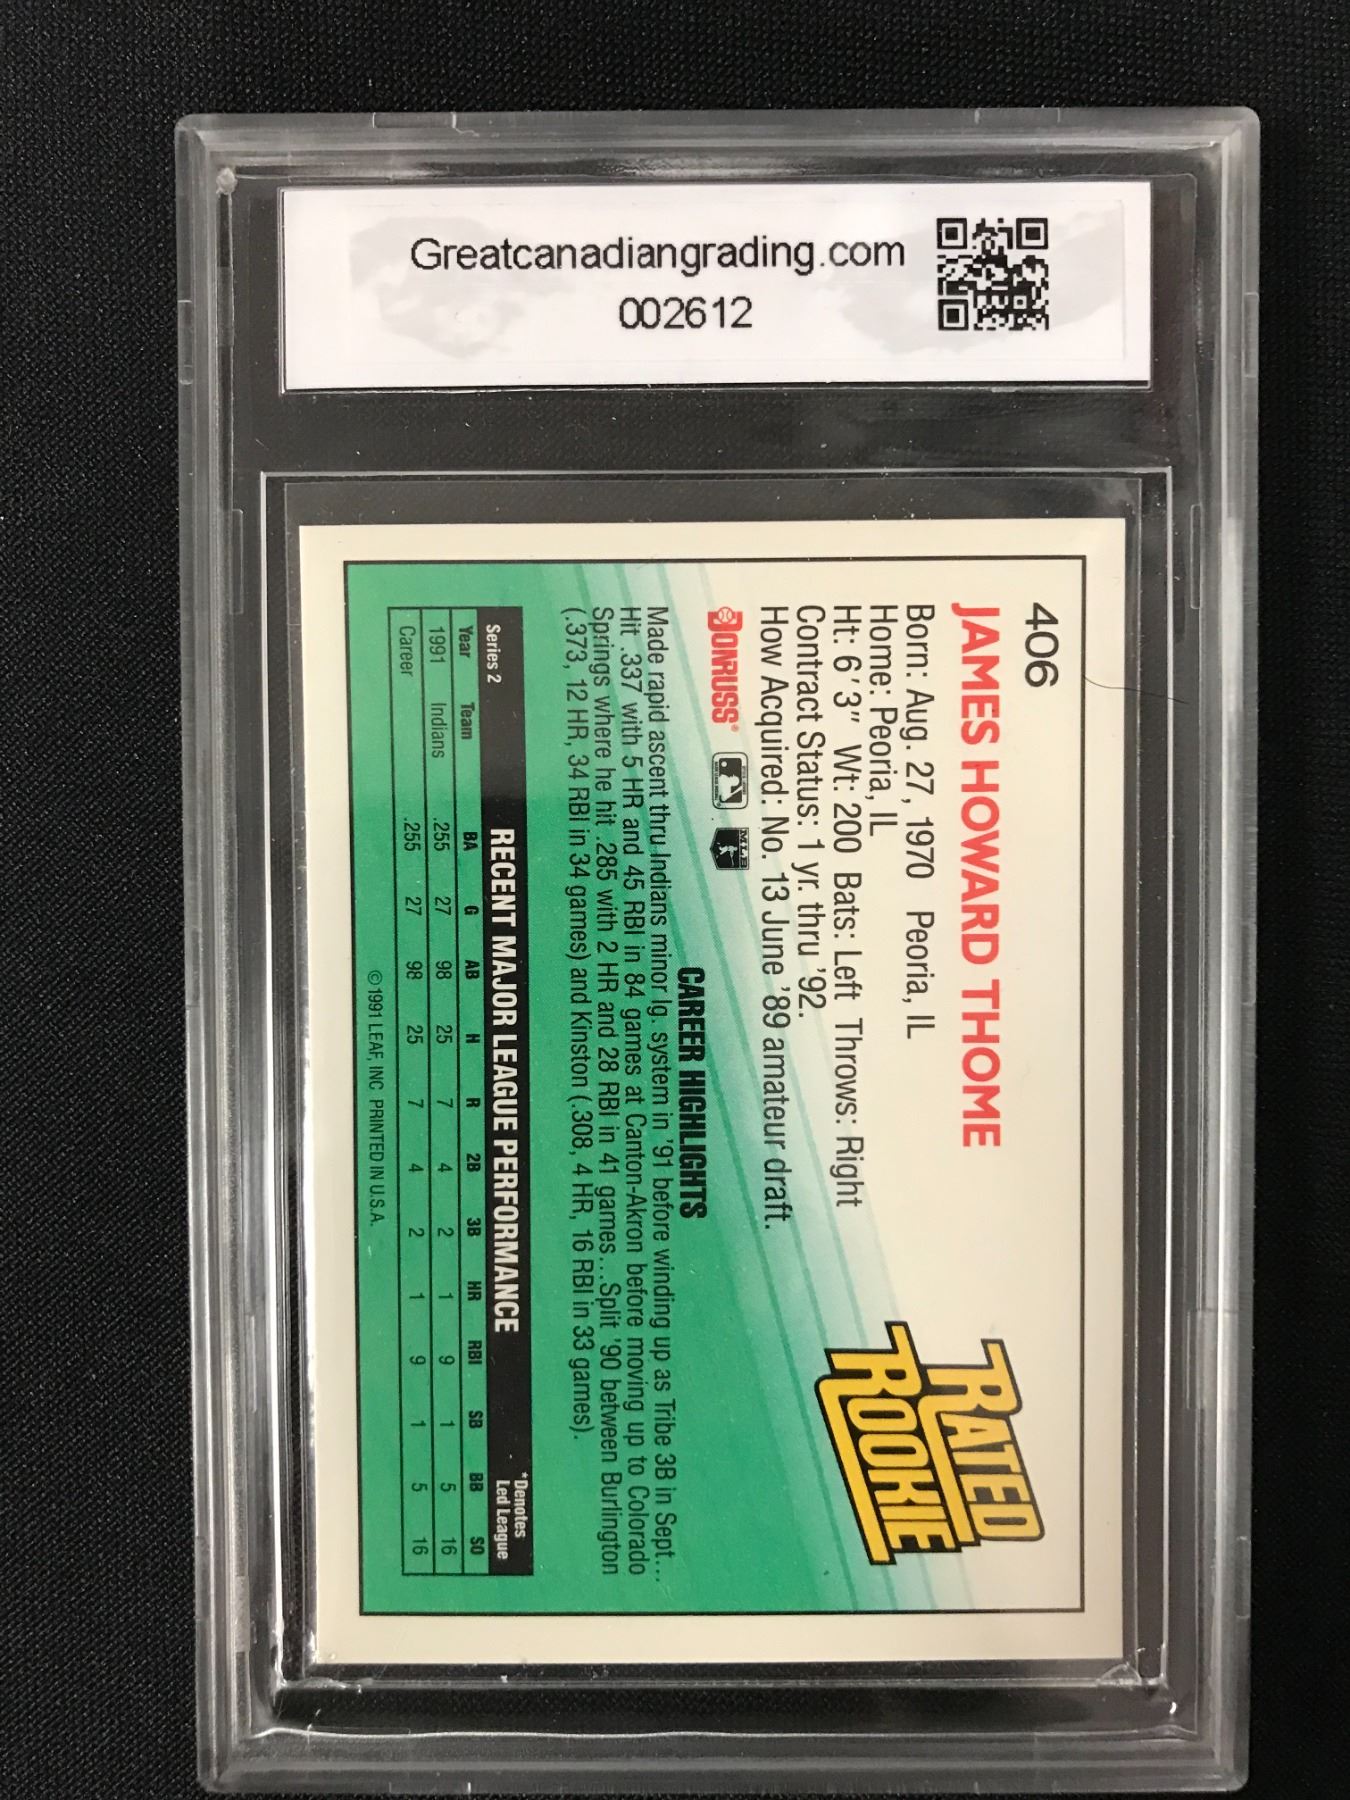 Greatcanadiangrading.com
002612
406
JAMES HOWARD THOME
Born: Aug. 27, 1970 Peoria, IL
Home: Peoria, IL
Ht: 6'3" Wt: 200 Bats: Left Throws: Right
Contract Status: 1 yr. thru '92.
How Acquired: No. 13 June '89 amateur draft.
RATED
ROOKIE
DONRUSS
MLB
CAREER HIGHLIGHTS
Made rapid ascent thru Indians minor lg. system in '91 before winding up as Tribe 3B in Sept...
Hit .337 with 5 HR and 45 RBI in 84 games at Canton-Akron before moving up to Colorado
Springs where he hit .285 with 2 HR and 28 RBI in 41 games...Split '90 between Burlington
(.373, 12 HR, 34 RBI in 34 games) and Kinston (.308, 4 HR, 16 RBI in 33 games).
Series 2 RECENT MAJOR LEAGUE PERFORMANCE *Denotes
Led League
Year Team BA G AB H R 2B 3B HR RBI SB BB SO
1991 Indians .255 27 98 25 7 4 2 1 9 1 5 16
Career .255 27 98 25 7 4 2 1 9 1 5 16
©1991 LEAF, INC. PRINTED IN U.S.A.